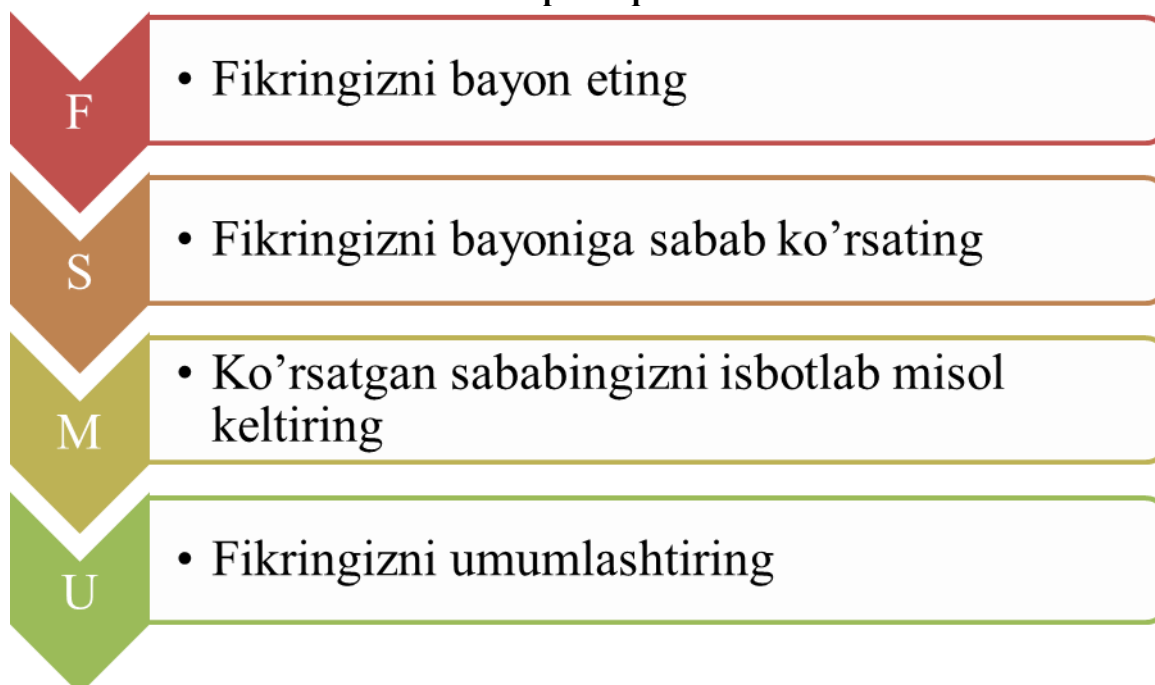 F
• Fikringizni bayon eting
S
• Fikringizni bayoniga sabab ko’rsating
M
• Ko’rsatgan sababingizni isbotlab misol
keltiring
U
• Fikringizni umumlashtiring